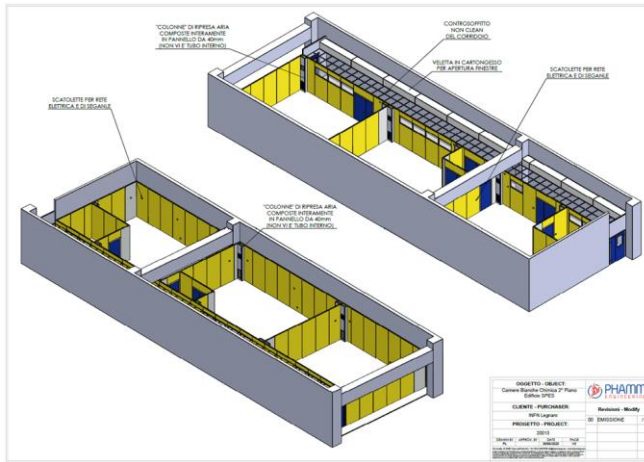 "COLONNE" DI RIPRESA ARIA
COMPOSTE INTERAMENTE
IN PANNELLO DA 40mm
(NON VI E' TUBO INTERNO)
CONTROSOFFITTO
NON CLEAN
DEL CORRIDOIO
VELETTA IN CARTONGESSO
PER APERTURA FINESTRE
SCATOLETTE PER RETE
ELETTRICA E DI SEGANLE
SCATOLETTE PER RETE
ELETTRICA E DI SEGANLE
"COLONNE" DI RIPRESA ARIA
COMPOSTE INTERAMENTE
IN PANNELLO DA 40mm
(NON VI E' TUBO INTERNO)
OGGETTO - OBJECT:
Camere Bianche Chimica 2° Piano
Edificio SPES
CLIENTE - PURCHASER:
INFN Legnaro
PROGETTO - PROJECT:
PHAMM
ENGINEERING
Revisioni - Modify
00 EMISSIONE